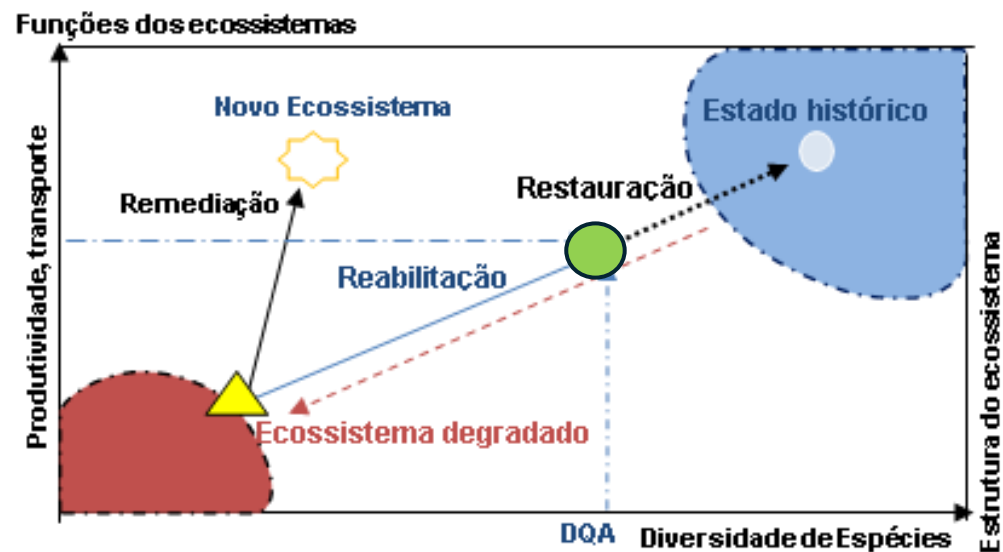 Funções dos ecossistemas
Novo Ecossistema
Estado histórico
Remediação
Restauração
Produtividade, transporte
Reabilitação
Ecossistema degradado
Estrutura do ecossistema
DQA
Diversidade de Espécies